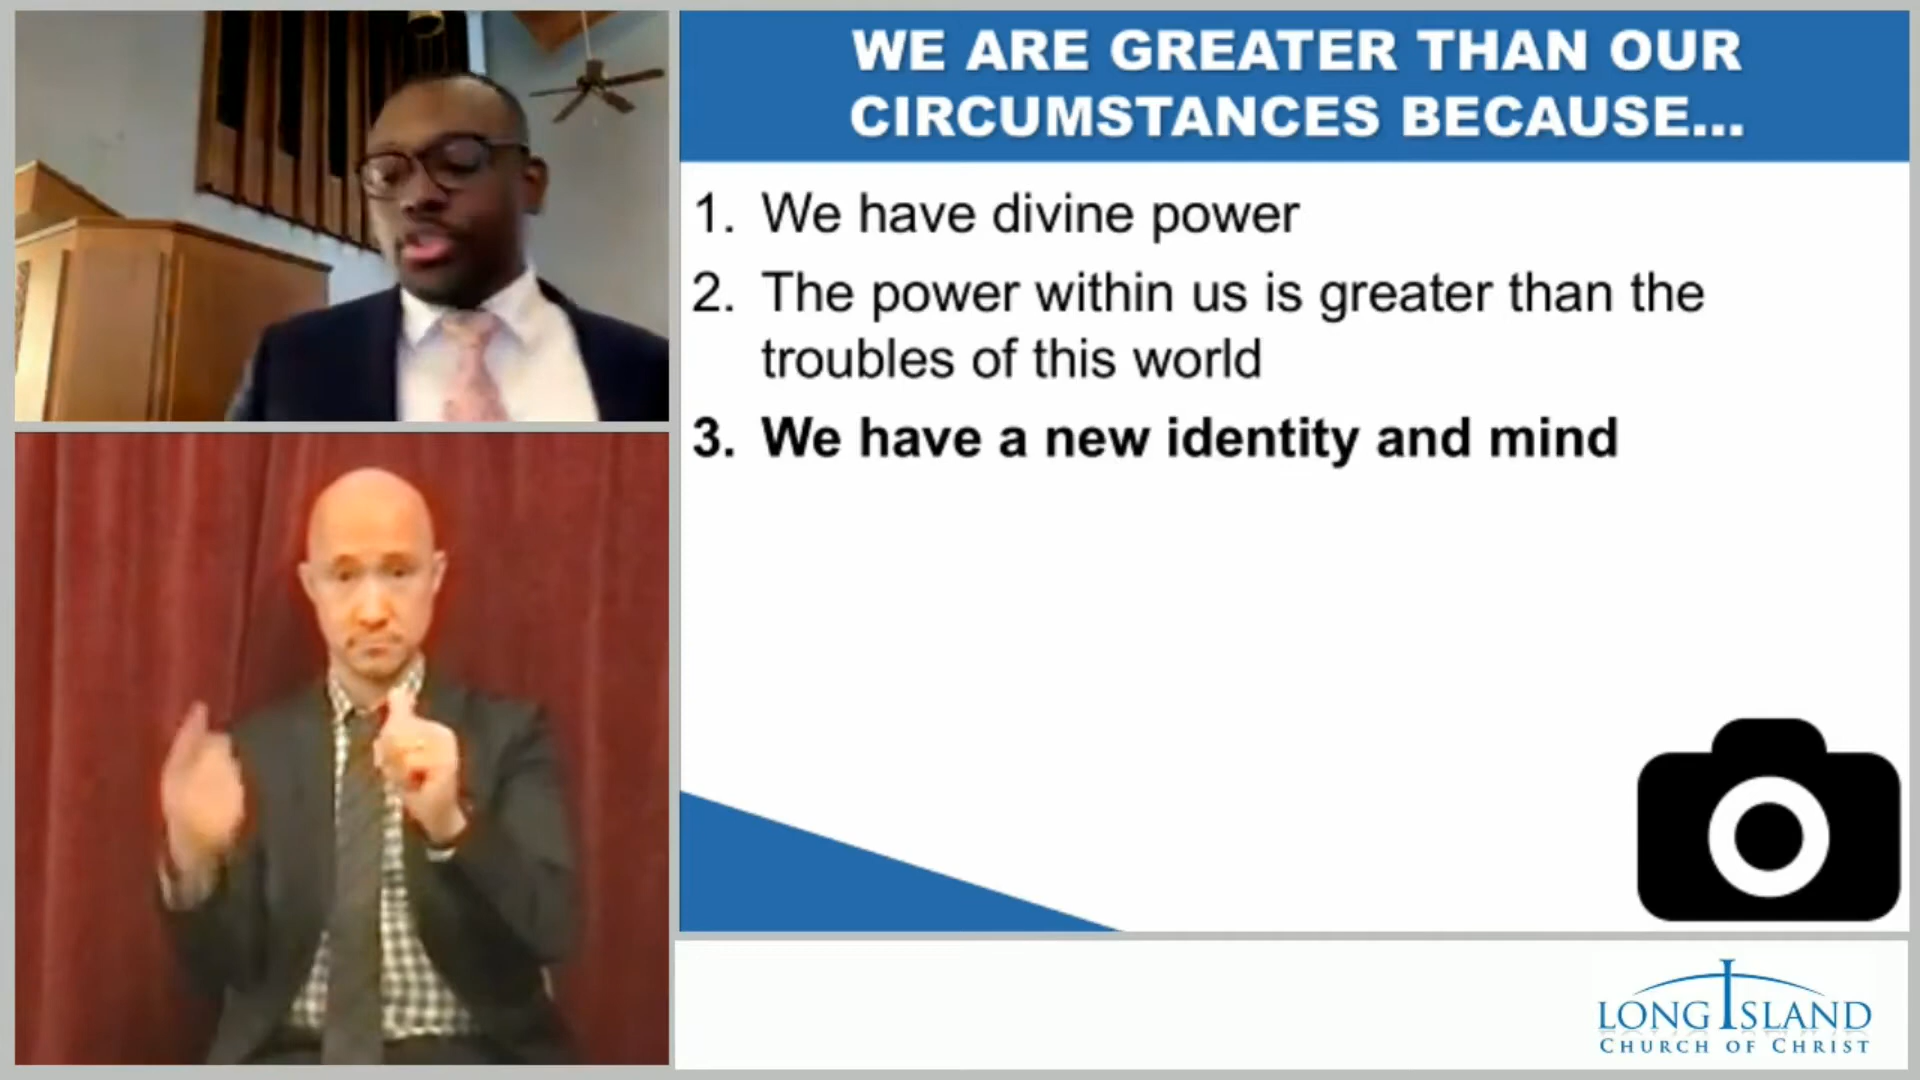 WE ARE GREATER THAN OUR
CIRCUMSTANCES BECAUSE...
1. We have divine power
2. The power within us is greater than the
troubles of this world
3. We have a new identity and mind
LONG ISLAND
CHURCH OF CHRIST